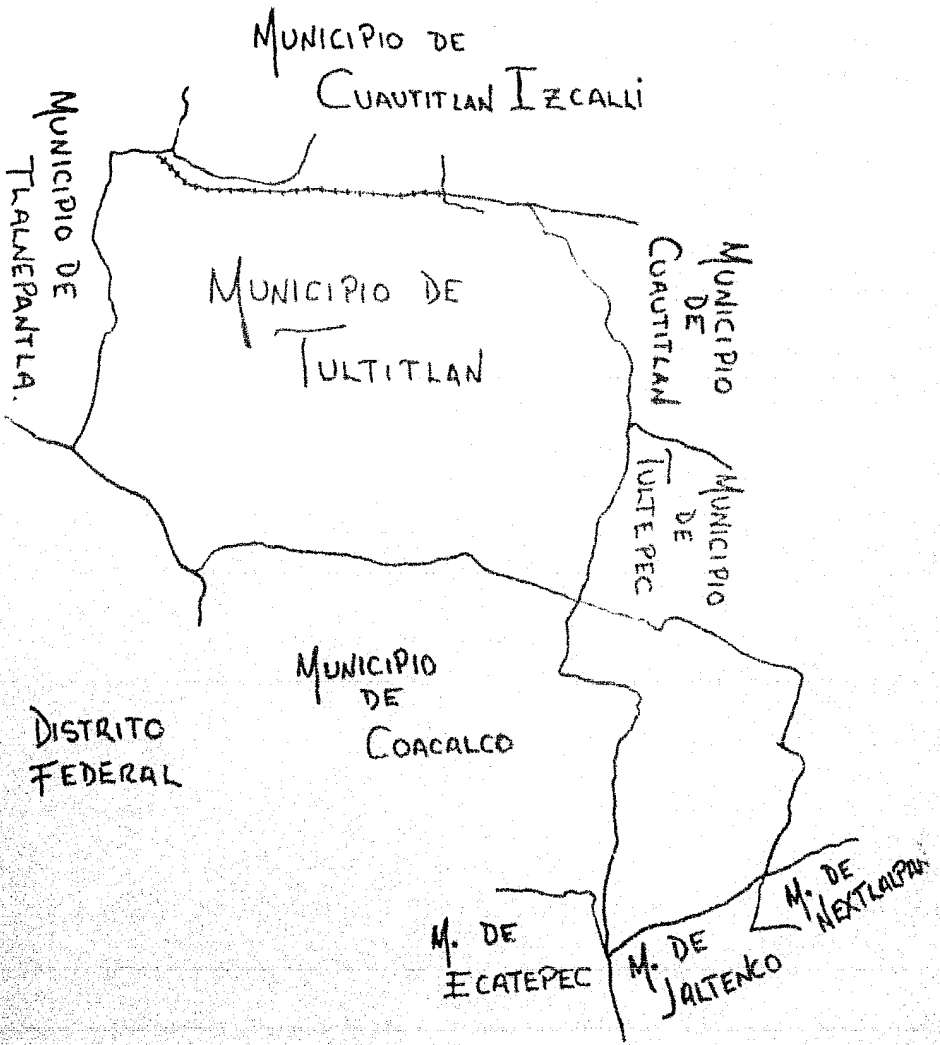 MUNICIPIO DE
CUAUTITLAN IZCALLI
MUNICIPIO DE
TLALNEPANTLA.
MUNICIPIO DE
TULTITLAN
MUNICIPIO
DE
CUAUTITLAN
MUNICIPIO
DE
TULTEPEC
MUNICIPIO
DE
COACALCO
DISTRITO
FEDERAL
M. DE
ECATEPEC
M. DE
JALTENCO
M. DE
NEXTLALPAN